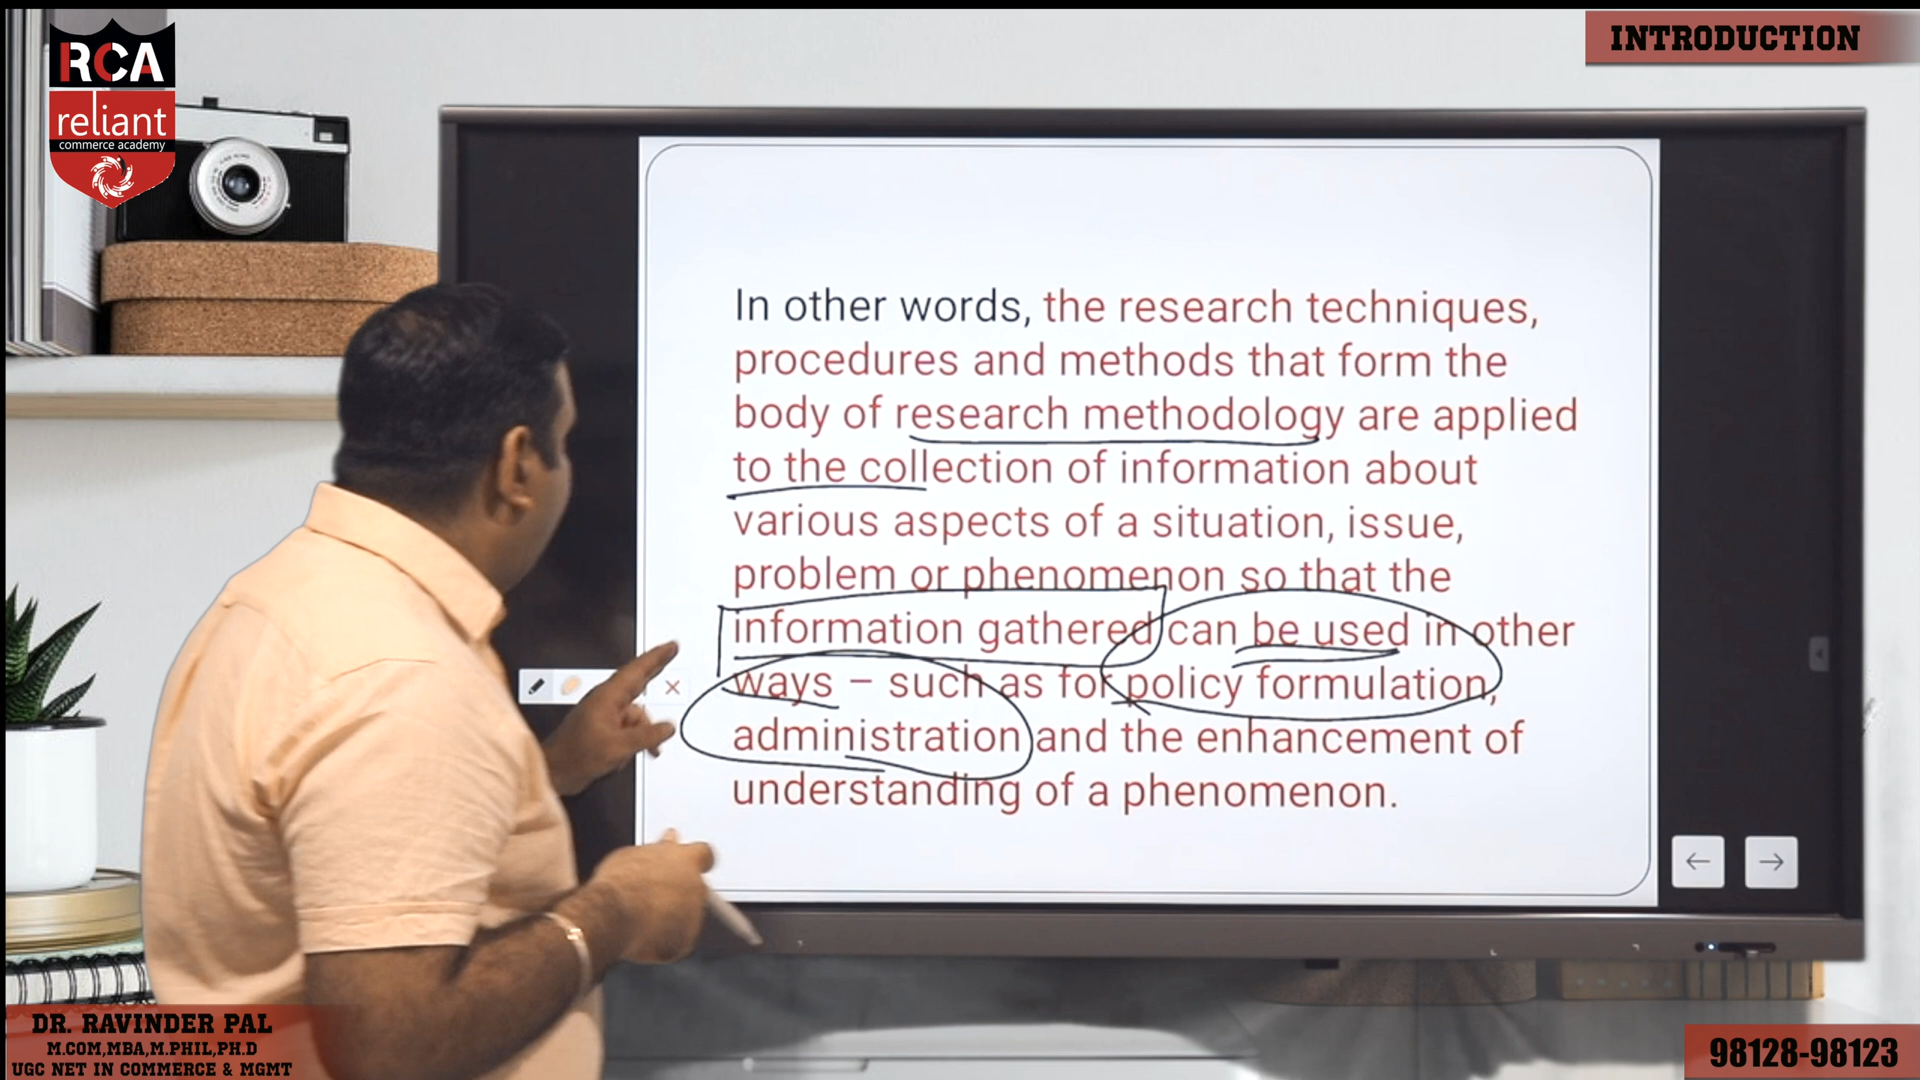 RCA
reliant
commerce academy
INTRODUCTION
In other words, the research techniques,
procedures and methods that form the
body of research methodology are applied
to the collection of information about
various aspects of a situation, issue,
problem or phenomenon so that the
information gathered can be used in other
ways – such as for policy formulation,
administration and the enhancement of
understanding of a phenomenon.
DR. RAVINDER PAL
M.COM,MBA,M.PHIL,PH.D
UGC NET IN COMMERCE & MGMT
98128-98123